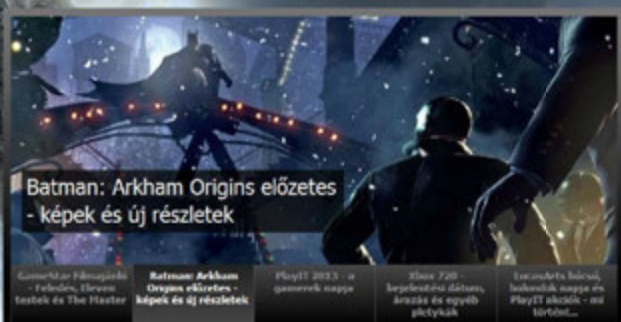 Batman: Arkham Origins előzetes
- képek és új részletek
GameStar Filmajánló
- Feledés, Eleven
testek és The Master
Batman: Arkham
Origins előzetes -
képek és új részletek
PlayIT 2013 - a
gamerek napja
Xbox 720 -
bejelentési dátum,
árazás és egyéb
pletykák
LucasArts búcsú,
bolondok napja és
PlayIT akciók - mi
történt...